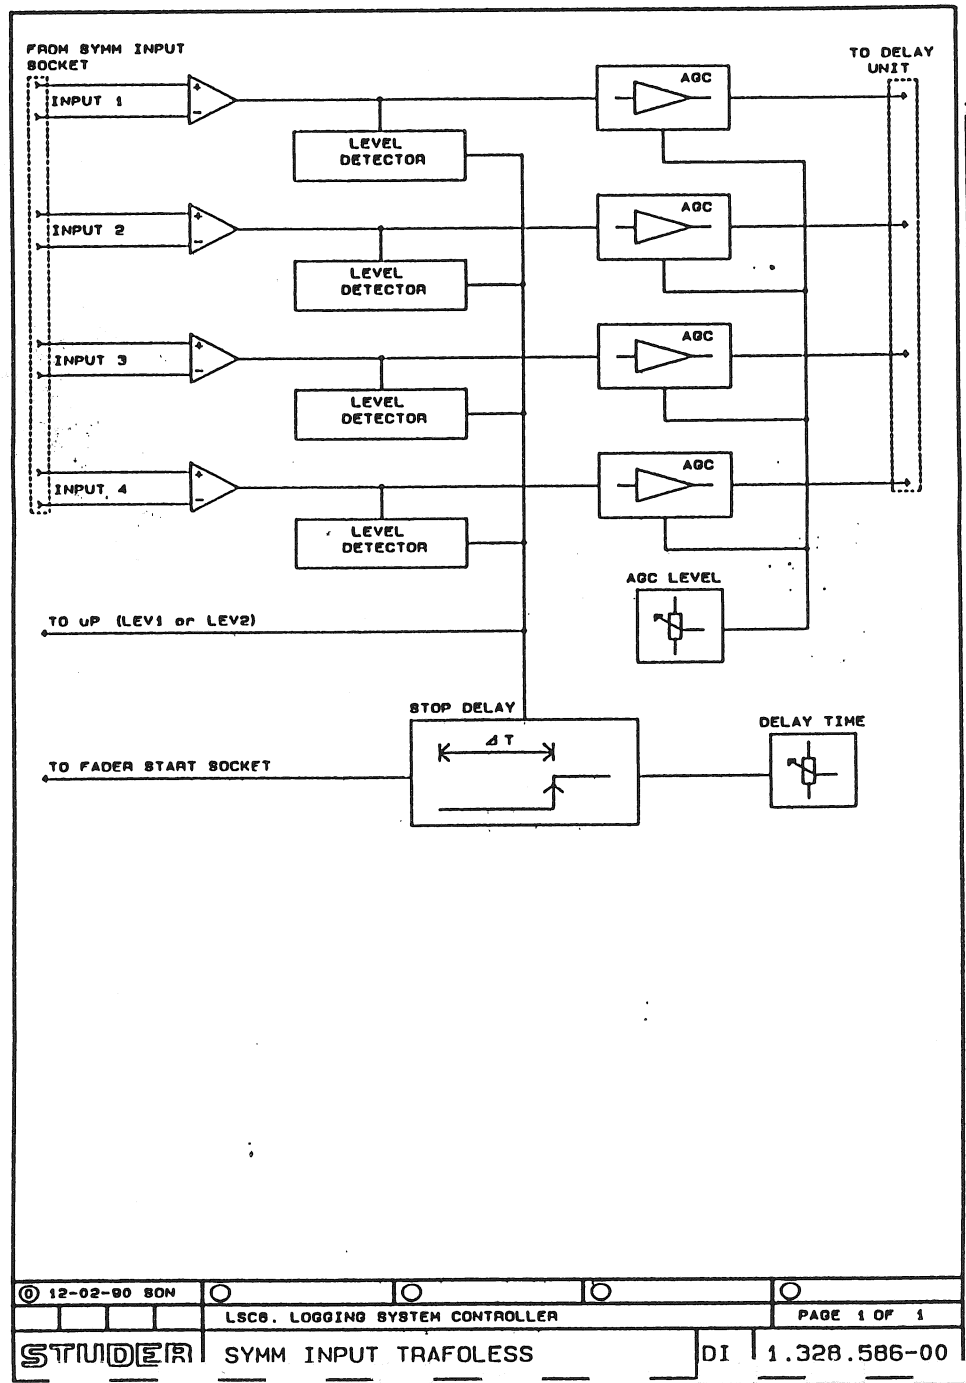 FROM SYMM INPUT
SOCKET
TO DELAY
UNIT
INPUT 1
+
-
AGC
LEVEL
DETECTOR
INPUT 2
+
-
AGC
LEVEL
DETECTOR
INPUT 3
+
-
AGC
LEVEL
DETECTOR
INPUT 4
+
-
AGC
LEVEL
DETECTOR
AGC LEVEL
TO uP (LEV1 or LEV2)
STOP DELAY
DELAY TIME
⊿ T
TO FADER START SOCKET
0 12-02-90 SON
LSC6. LOGGING SYSTEM CONTROLLER
PAGE 1 OF 1
STUDER
SYMM INPUT TRAFOLESS
DI
1.328.586-00